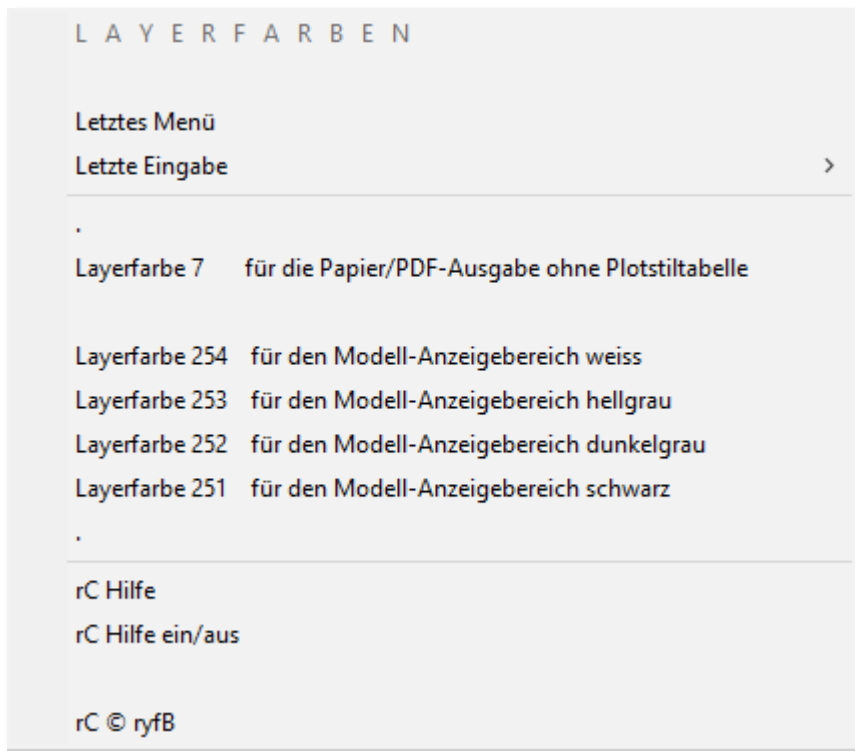 L A Y E R F A R B E N
Letztes Menü
Letzte Eingabe >
.
Layerfarbe 7 für die Papier/PDF-Ausgabe ohne Plotstiltabelle
Layerfarbe 254 für den Modell-Anzeigebereich weiss
Layerfarbe 253 für den Modell-Anzeigebereich hellgrau
Layerfarbe 252 für den Modell-Anzeigebereich dunkelgrau
Layerfarbe 251 für den Modell-Anzeigebereich schwarz
.
rC Hilfe
rC Hilfe ein/aus
rC © ryfB